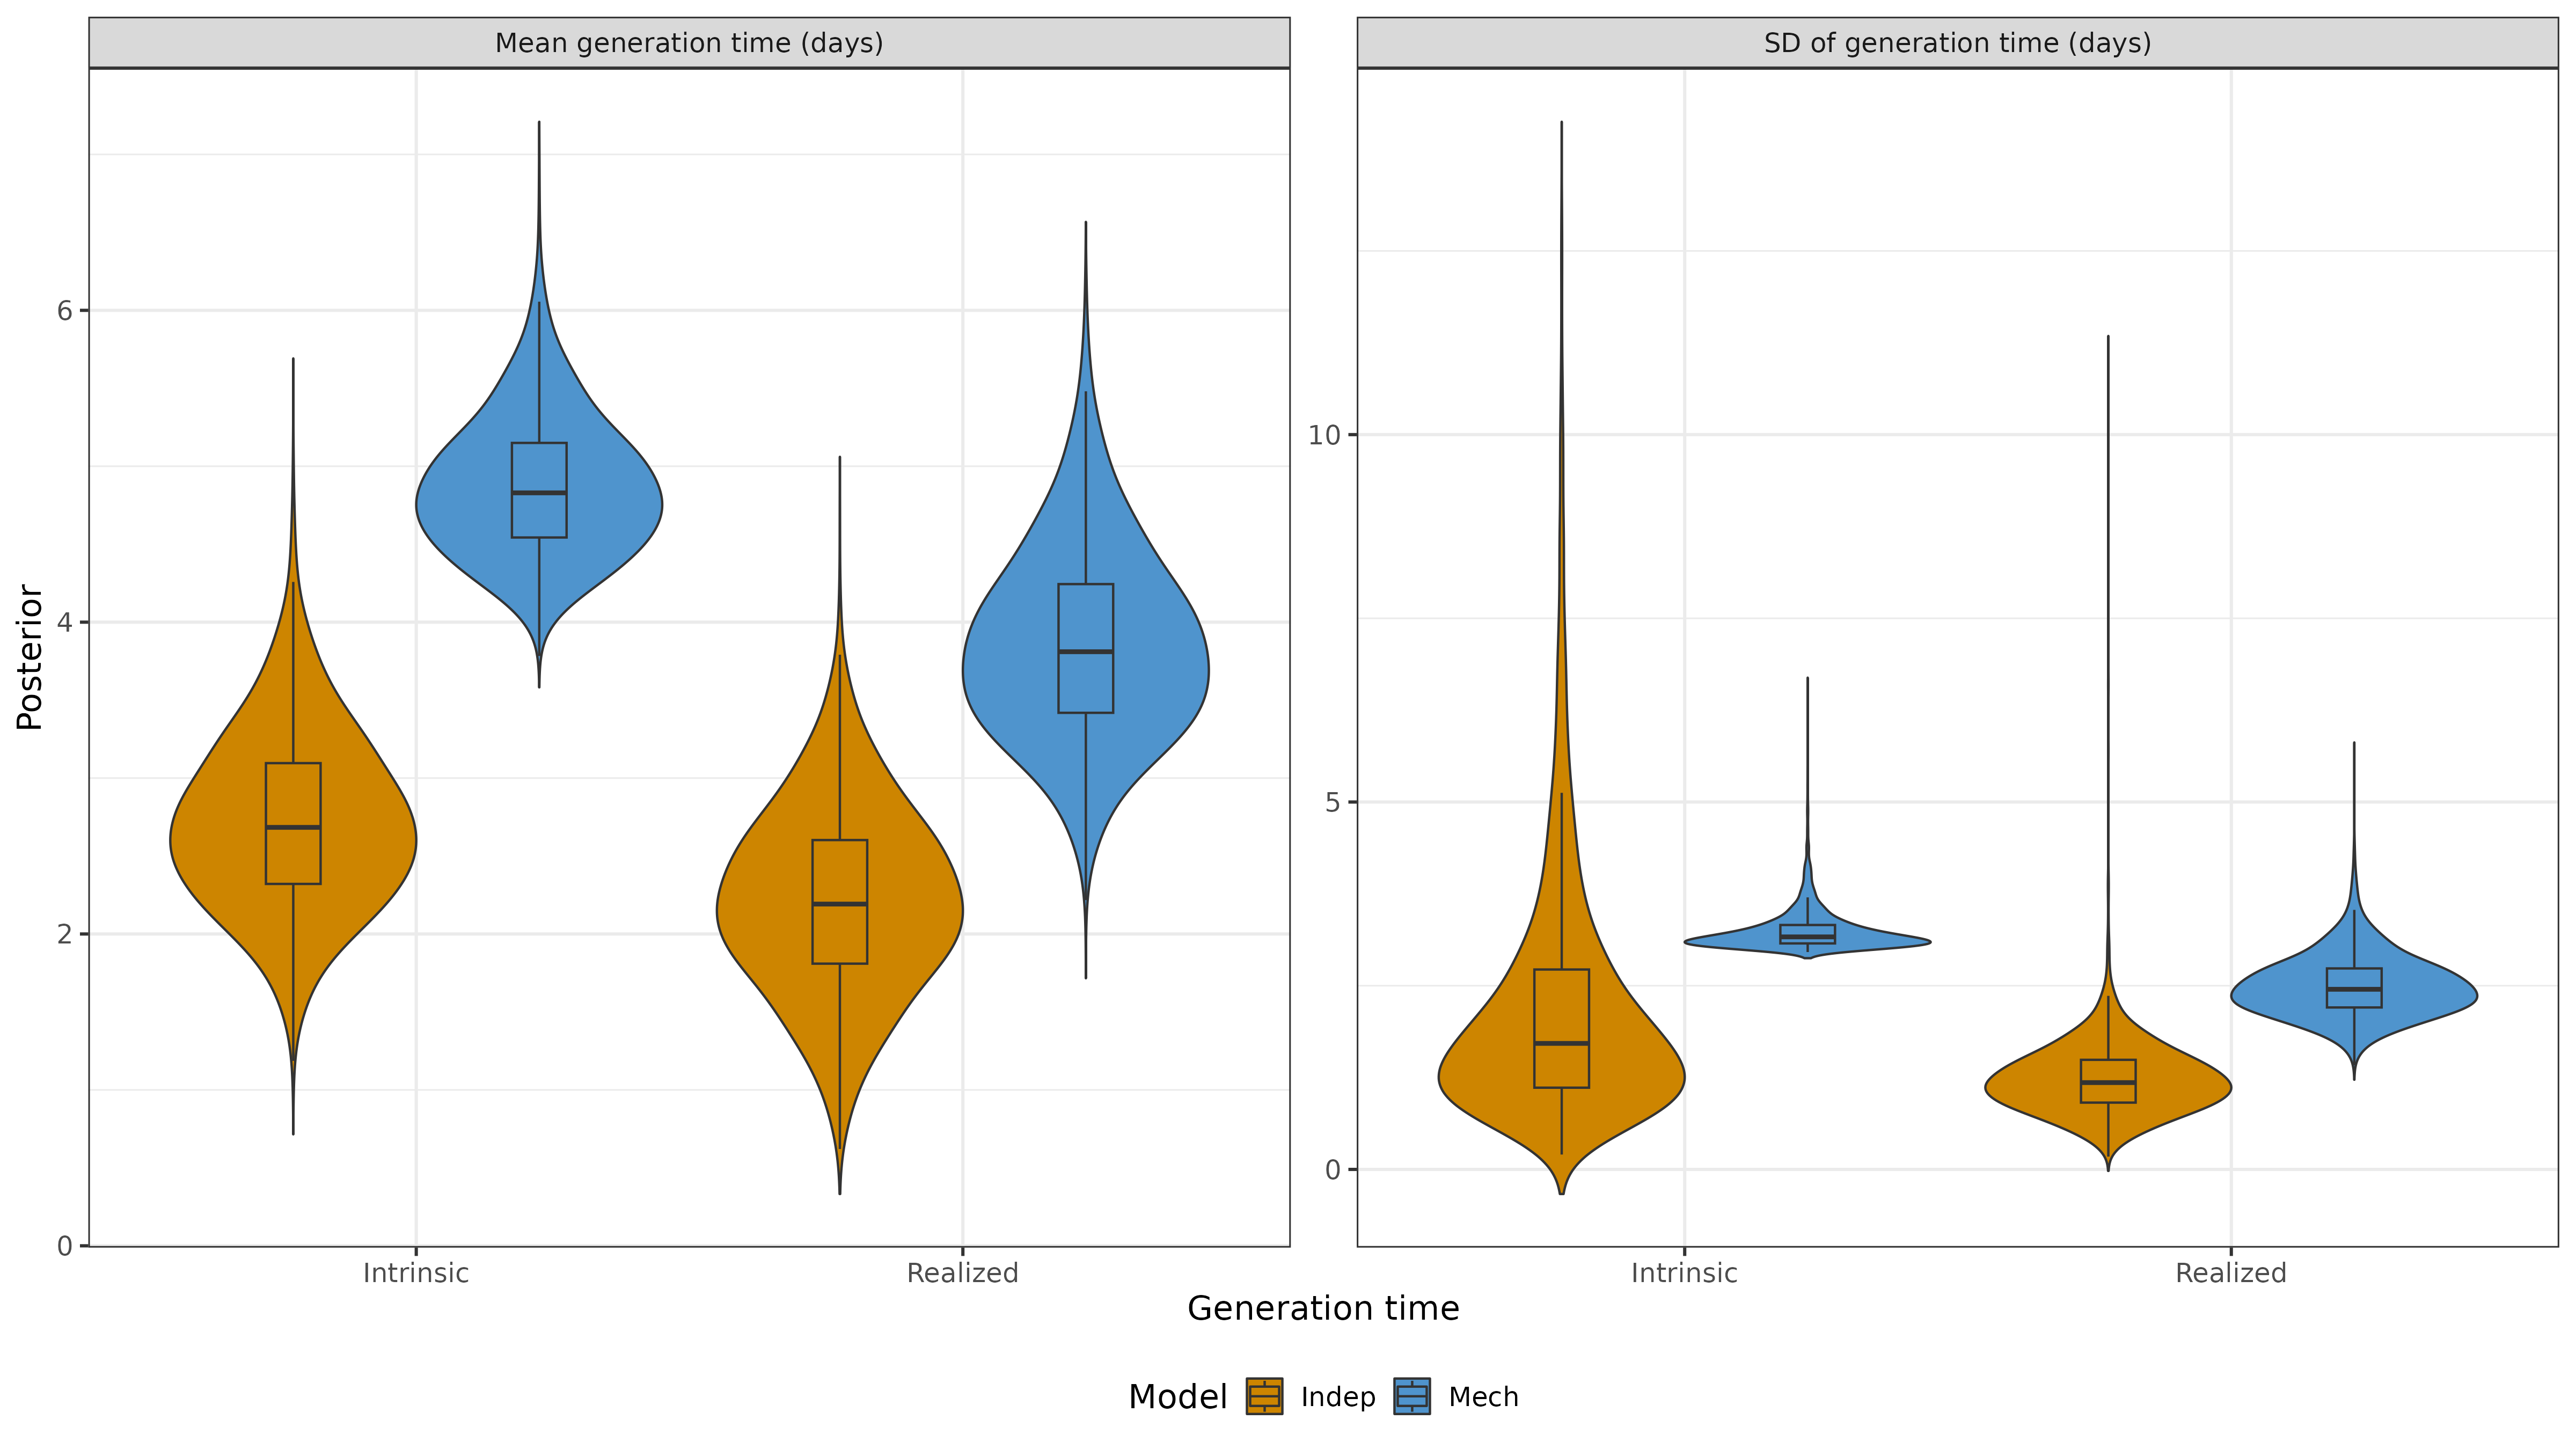 Mean generation time (days)
SD of generation time (days)
Posterior
6
4
2
0
10
5
0
Intrinsic
Realized
Intrinsic
Realized
Generation time
Model Indep Mech